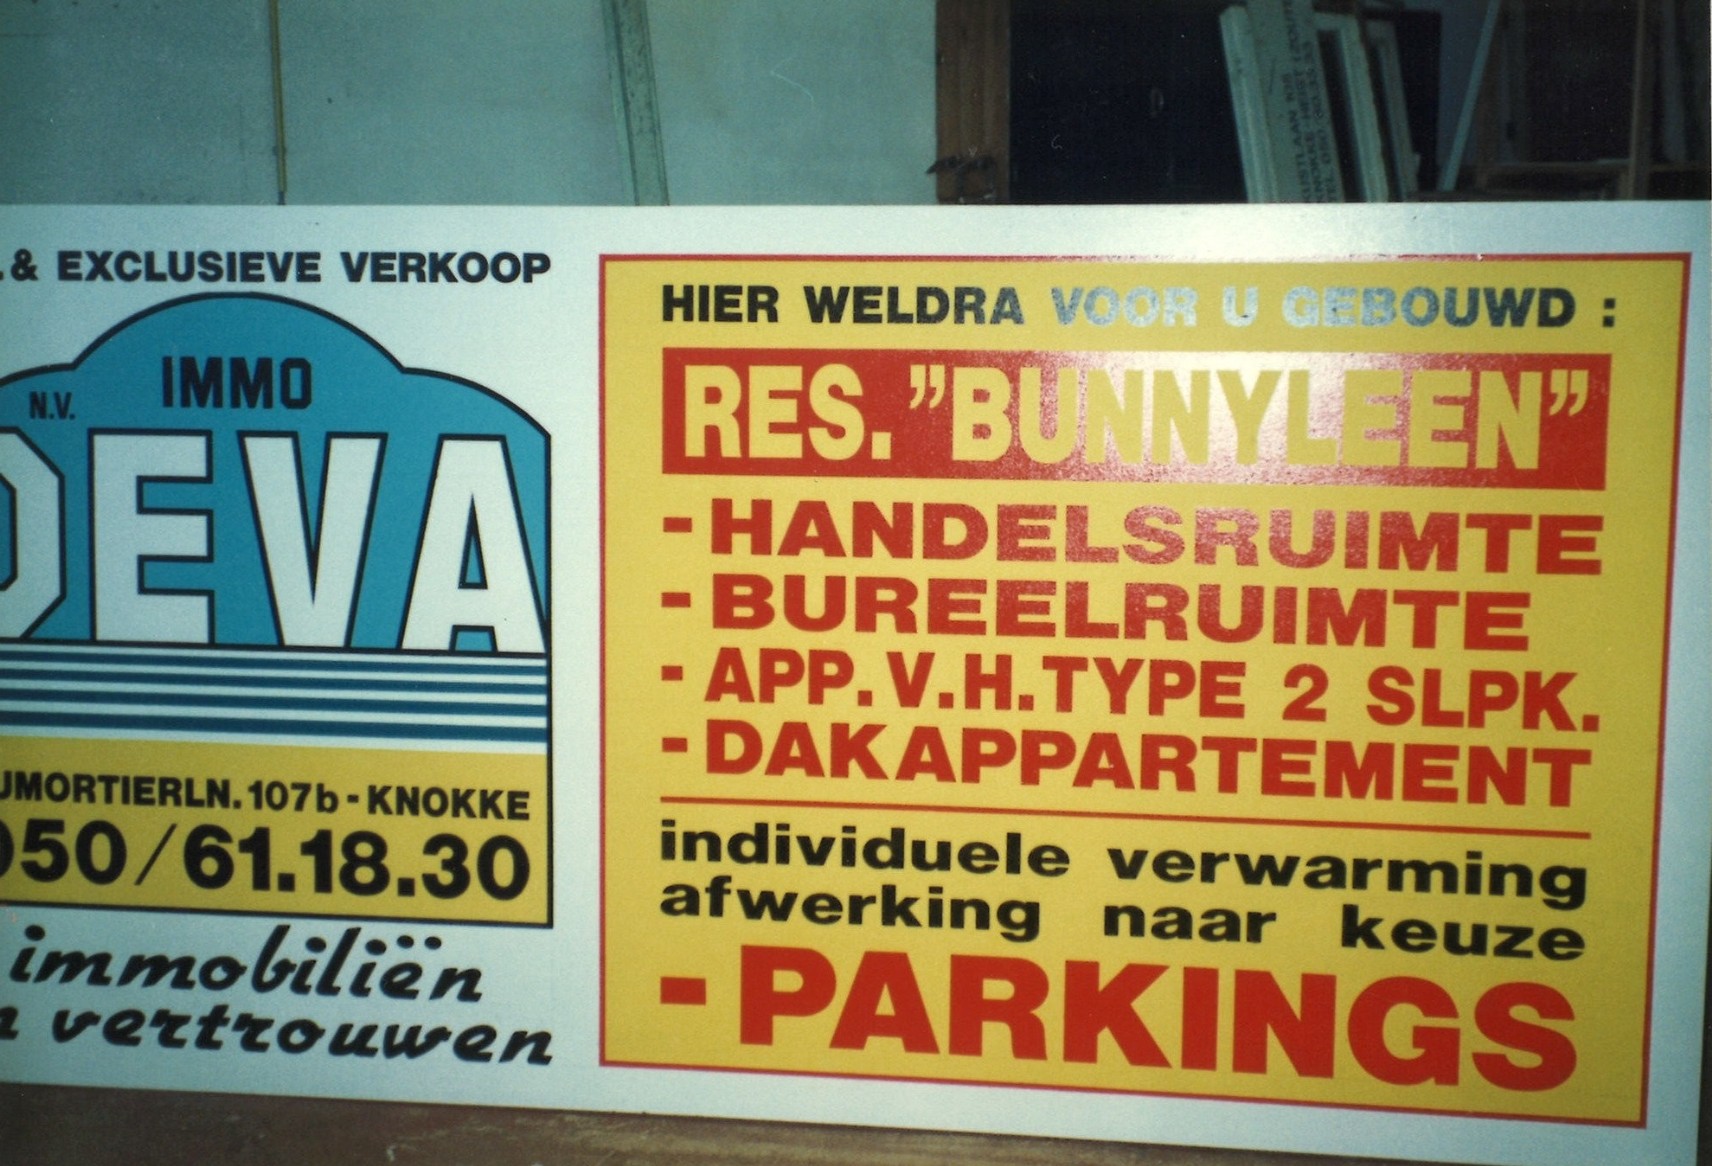 .& EXCLUSIEVE VERKOOP
N.V. IMMO
DEVA
UMORTIERLN. 107b - KNOKKE
050/61.18.30
immobiliën
vertrouwen
HIER WELDRA VOOR U GEBOUWD :
RES. "BUNNYLEEN"
- HANDELSRUIMTE
- BUREELRUIMTE
- APP. V.H. TYPE 2 SLPK.
- DAKAPPARTEMENT
individuele verwarming
afwerking naar keuze
- PARKINGS